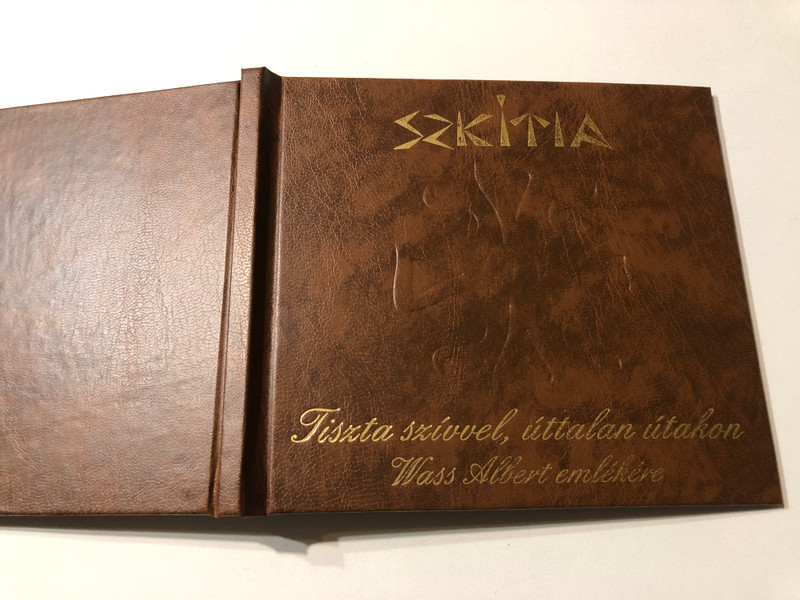 SZKÍTIA
Tiszta szívvel, úttalan útakon
Wass Albert emlékére